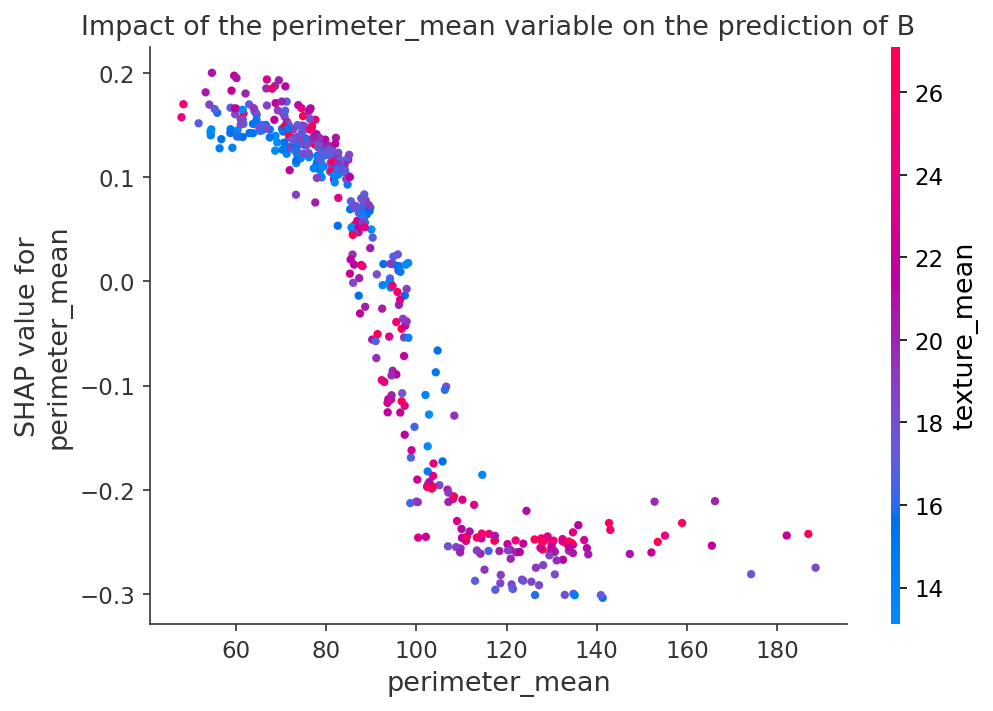 Impact of the perimeter_mean variable on the prediction of B
SHAP value for
perimeter_mean
0.2
0.1
0.0
−0.1
−0.2
−0.3
60 80 100 120 140 160 180
perimeter_mean
26
24
22
20
18
16
14
texture_mean